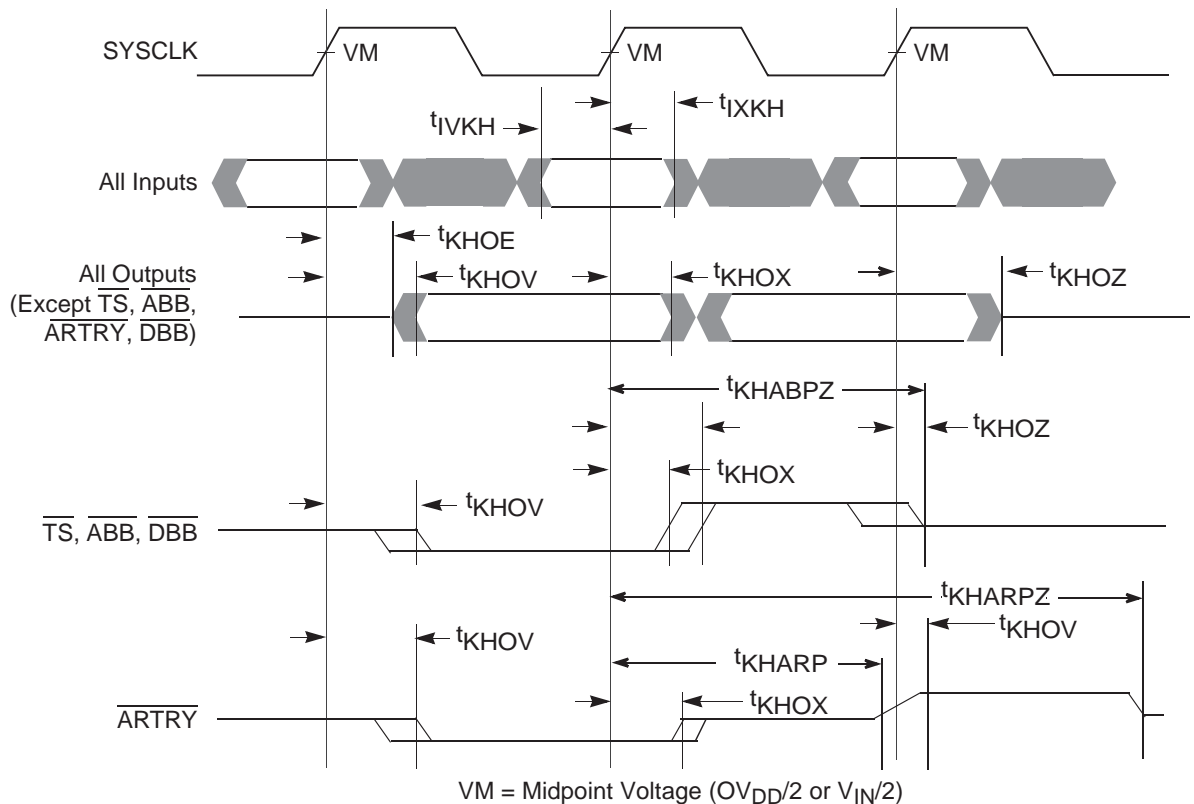 SYSCLK
VM
VM
VM
tIVKH
tIXKH
All Inputs
tKHOE
All Outputs
(Except TS, ABB,
ARTRY, DBB)
tKHOV
tKHOX
tKHOZ
tKHABPZ
tKHOZ
tKHOX
tKHOV
TS, ABB, DBB
tKHARPZ
tKHOV
tKHOV
tKHARP
tKHOX
ARTRY
VM = Midpoint Voltage (OVDD/2 or VIN/2)